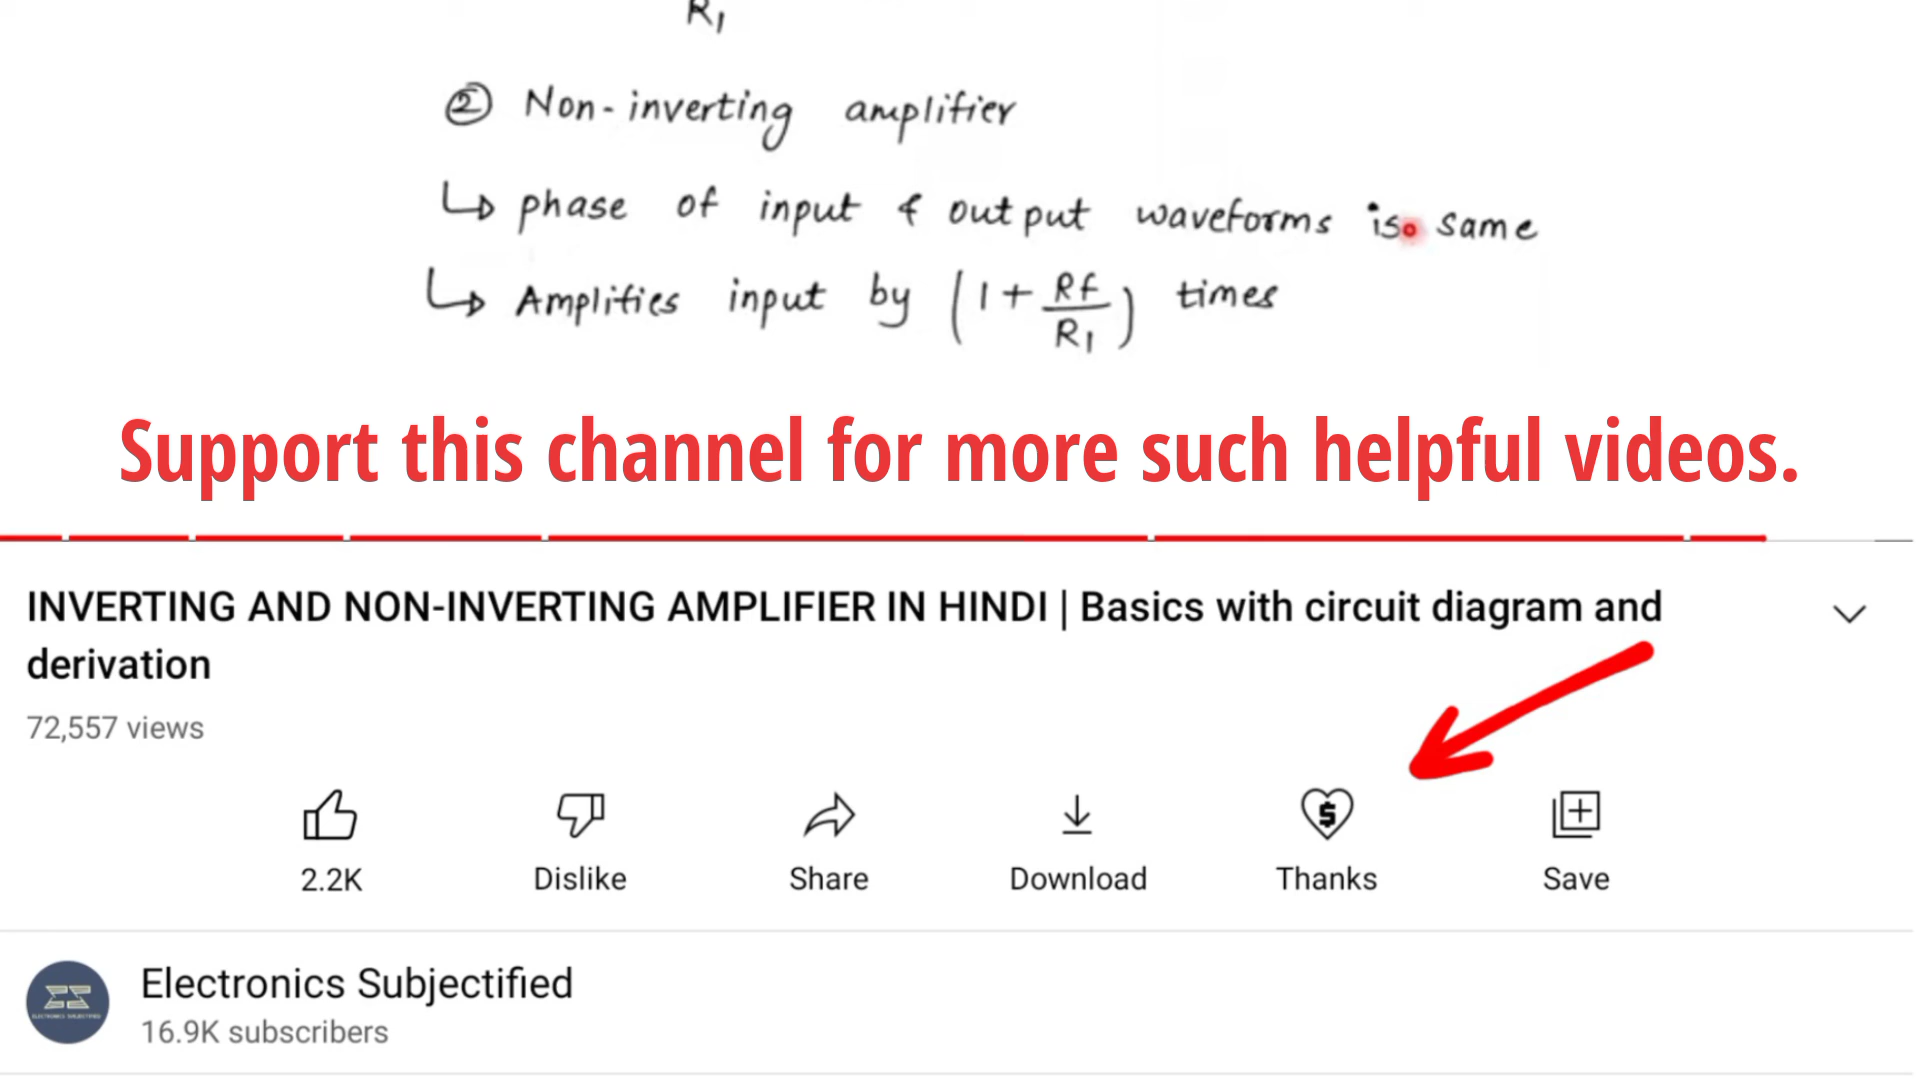 R1
② Non-inverting amplifier
↳ phase of input & output waveforms is same
↳ Amplifies input by (1 + Rf/R1) times
Support this channel for more such helpful videos.
INVERTING AND NON-INVERTING AMPLIFIER IN HINDI | Basics with circuit diagram and
derivation
72,557 views
2.2K Dislike Share Download Thanks Save
Electronics Subjectified
16.9K subscribers
ELECTRONICS SUBJECTIFIED